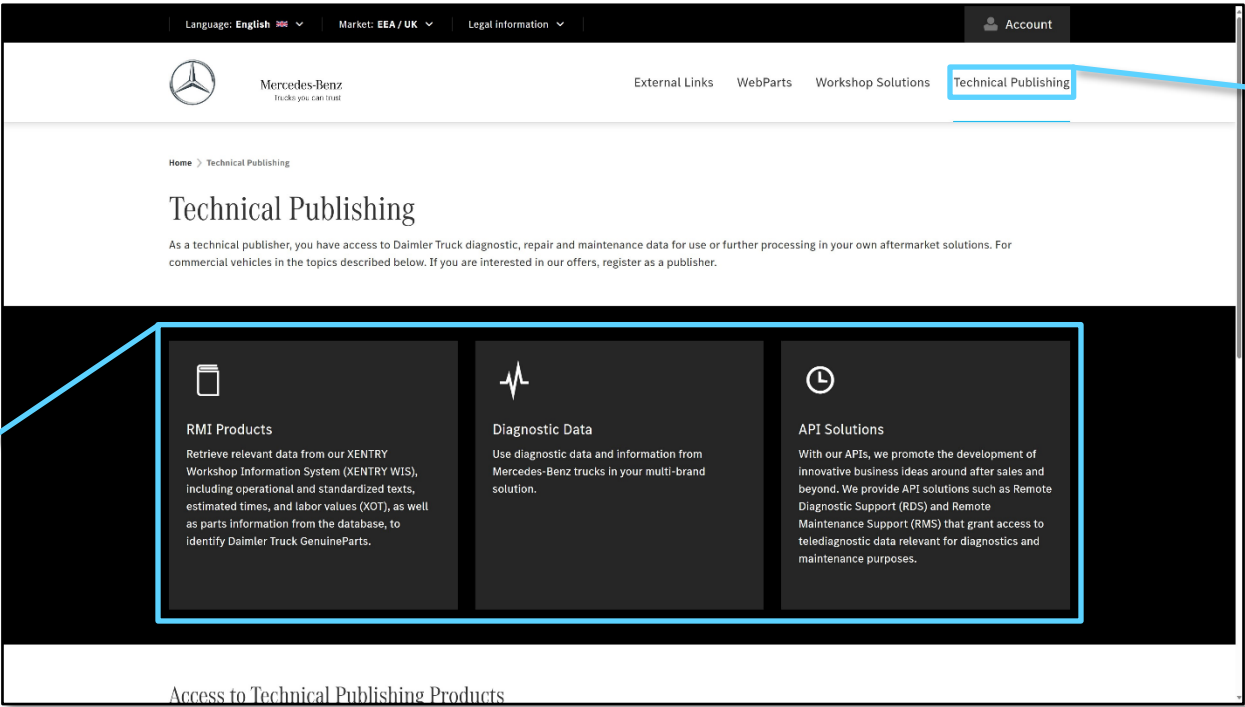 Language: English
Market: EEA / UK
Legal information
Account
Mercedes-Benz
Trucks you can trust
External Links
WebParts
Workshop Solutions
Technical Publishing
Home > Technical Publishing
Technical Publishing
As a technical publisher, you have access to Daimler Truck diagnostic, repair and maintenance data for use or further processing in your own aftermarket solutions. For
commercial vehicles in the topics described below. If you are interested in our offers, register as a publisher.
RMI Products
Retrieve relevant data from our XENTRY
Workshop Information System (XENTRY WIS),
including operational and standardized texts,
estimated times, and labor values (XOT), as well
as parts information from the database, to
identify Daimler Truck GenuineParts.
Diagnostic Data
Use diagnostic data and information from
Mercedes-Benz trucks in your multi-brand
solution.
API Solutions
With our APIs, we promote the development of
innovative business ideas around after sales and
beyond. We provide API solutions such as Remote
Diagnostic Support (RDS) and Remote
Maintenance Support (RMS) that grant access to
telediagnostic data relevant for diagnostics and
maintenance purposes.
Access to Technical Publishing Products